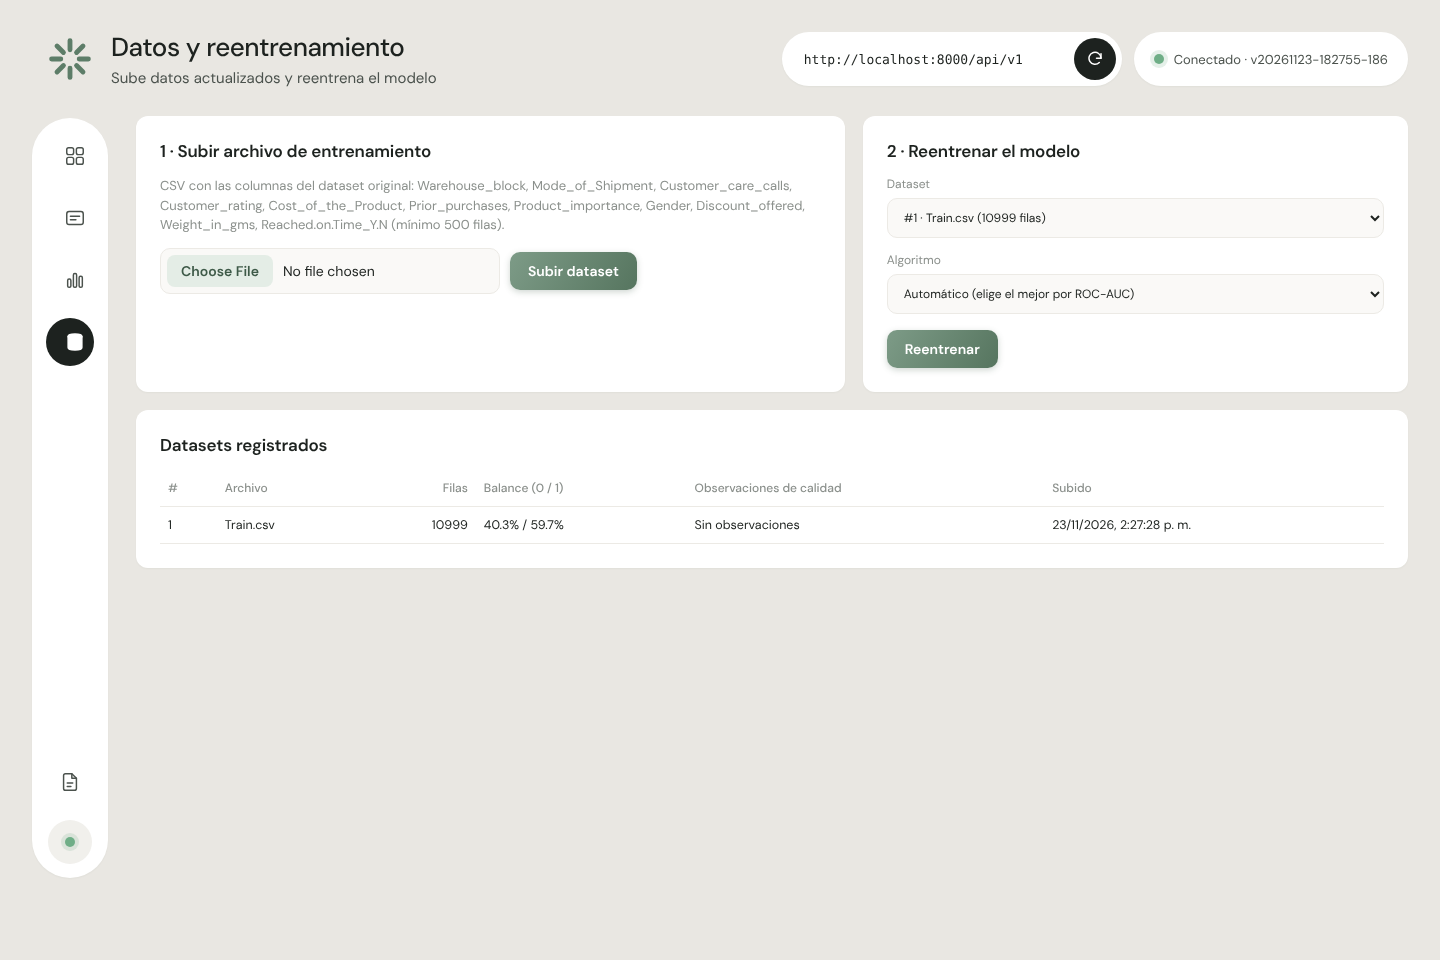 Datos y reentrenamiento
Sube datos actualizados y reentrena el modelo
http://localhost:8000/api/v1
Conectado · v20261123-182755-186
1 · Subir archivo de entrenamiento
CSV con las columnas del dataset original: Warehouse_block, Mode_of_Shipment, Customer_care_calls,
Customer_rating, Cost_of_the_Product, Prior_purchases, Product_importance, Gender, Discount_offered,
Weight_in_gms, Reached.on.Time_Y.N (mínimo 500 filas).
Choose File No file chosen
Subir dataset
2 · Reentrenar el modelo
Dataset
#1 · Train.csv (10999 filas)
Algoritmo
Automático (elige el mejor por ROC-AUC)
Reentrenar
Datasets registrados
# Archivo Filas Balance (0 / 1) Observaciones de calidad Subido
1 Train.csv 10999 40.3% / 59.7% Sin observaciones 23/11/2026, 2:27:28 p. m.